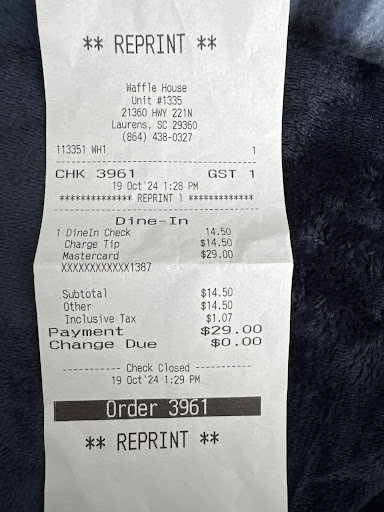 ** REPRINT **
Waffle House
Unit #1335
21360 HWY 221N
Laurens, SC 29360
(864) 438-0327
113351 WH1 1
CHK 3961 GST 1
19 Oct'24 1:28 PM
************** REPRINT 1 **************
Dine-In
1 DineIn Check 14.50
Charge Tip $14.50
Mastercard $29.00
XXXXXXXXXXXX1387
Subtotal $14.50
Other $14.50
Inclusive Tax $1.07
Payment $29.00
Change Due $0.00
----------- Check Closed -----------
19 Oct'24 1:29 PM
Order 3961
** REPRINT **